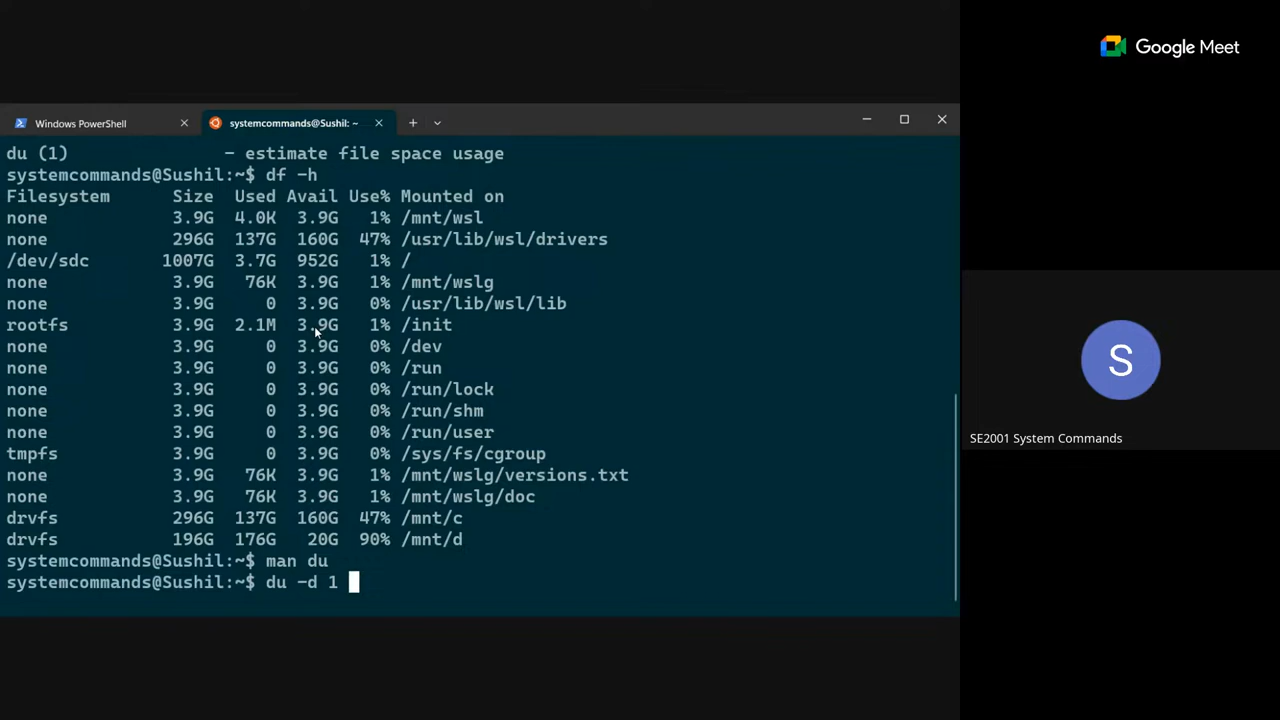 Google Meet
Windows PowerShell
systemcommands@Sushil: ~
du (1)                - estimate file space usage
systemcommands@Sushil:~$ df -h
Filesystem      Size  Used Avail Use% Mounted on
none            3.9G  4.0K  3.9G   1% /mnt/wsl
none            296G  137G  160G  47% /usr/lib/wsl/drivers
/dev/sdc       1007G  3.7G  952G   1% /
none            3.9G   76K  3.9G   1% /mnt/wslg
none            3.9G     0  3.9G   0% /usr/lib/wsl/lib
rootfs          3.9G  2.1M  3.9G   1% /init
none            3.9G     0  3.9G   0% /dev
none            3.9G     0  3.9G   0% /run
none            3.9G     0  3.9G   0% /run/lock
none            3.9G     0  3.9G   0% /run/shm
none            3.9G     0  3.9G   0% /run/user
tmpfs           3.9G     0  3.9G   0% /sys/fs/cgroup
none            3.9G   76K  3.9G   1% /mnt/wslg/versions.txt
none            3.9G   76K  3.9G   1% /mnt/wslg/doc
drvfs           296G  137G  160G  47% /mnt/c
drvfs           196G  176G   20G  90% /mnt/d
systemcommands@Sushil:~$ man du
systemcommands@Sushil:~$ du -d 1
S
SE2001 System Commands